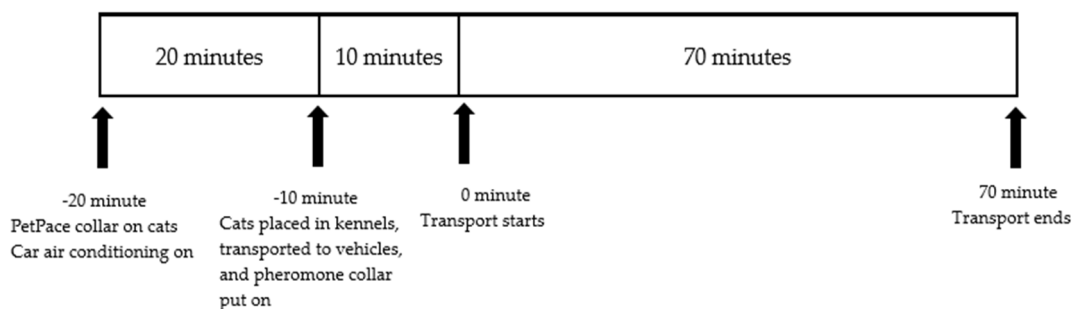 20 minutes
10 minutes
70 minutes
-20 minute
PetPace collar on cats
Car air conditioning on
-10 minute
Cats placed in kennels,
transported to vehicles,
and pheromone collar
put on
0 minute
Transport starts
70 minute
Transport ends